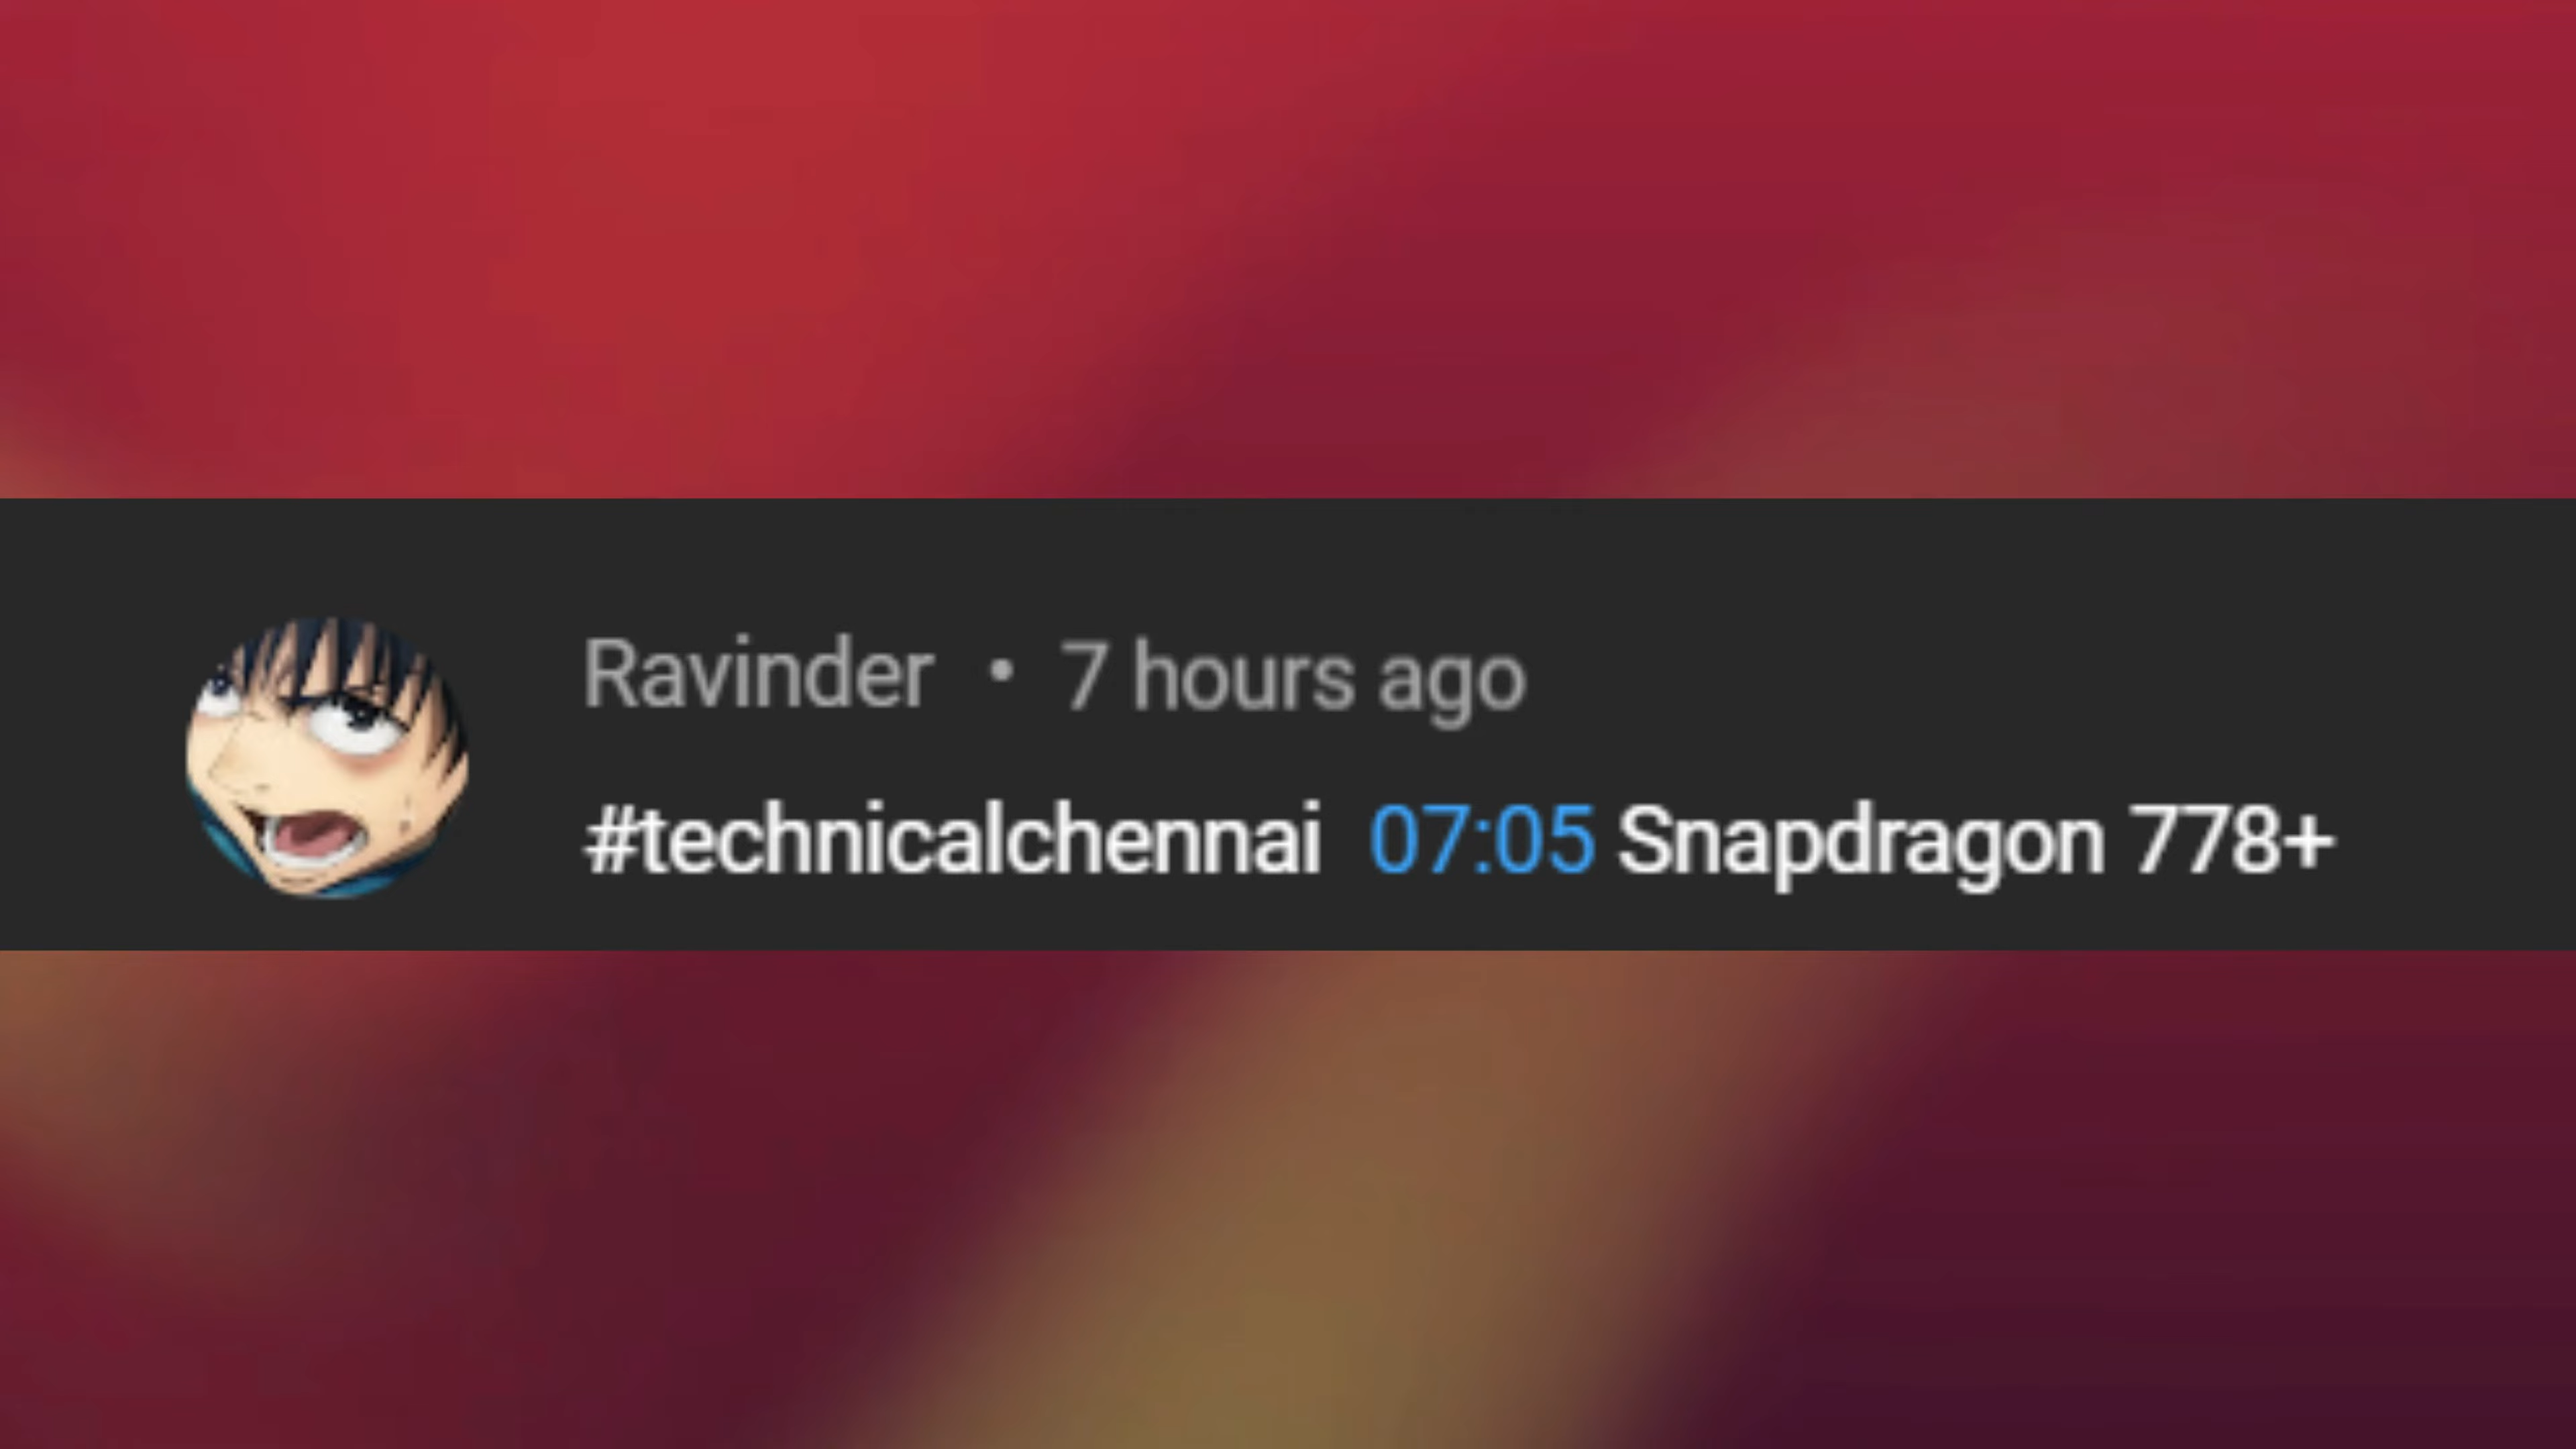 Ravinder • 7 hours ago
#technicalchennai 07:05 Snapdragon 778+